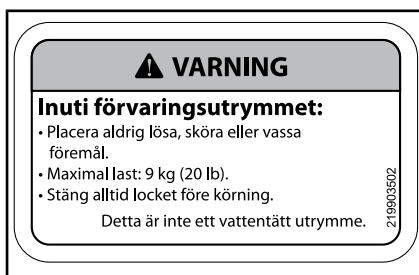 VARNING
Inuti förvaringsutrymmet:
• Placera aldrig lösa, sköra eller vassa
föremål.
• Maximal last: 9 kg (20 lb).
• Stäng alltid locket före körning.
Detta är inte ett vattentätt utrymme.
219903502